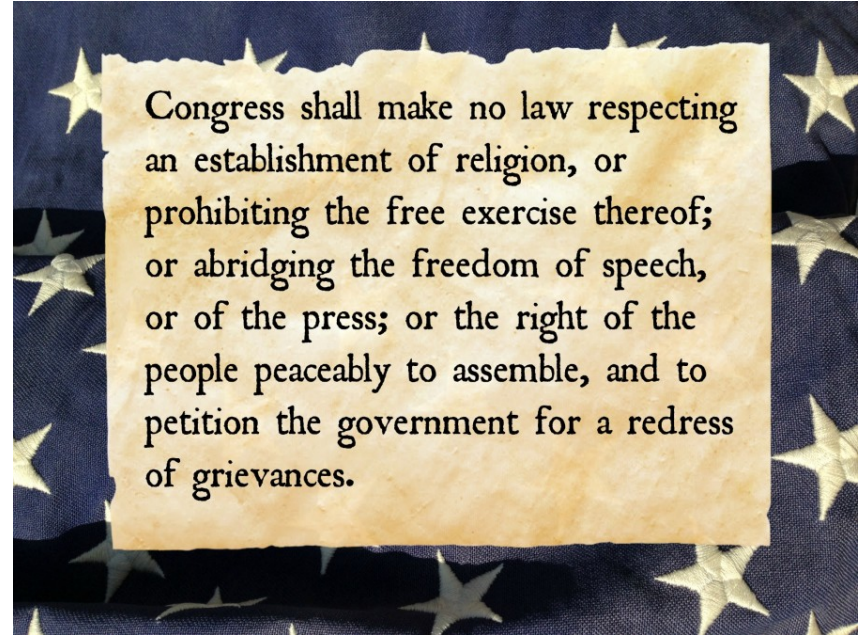 Congress shall make no law respecting
an establishment of religion, or
prohibiting the free exercise thereof;
or abridging the freedom of speech,
or of the press; or the right of the
people peaceably to assemble, and to
petition the government for a redress
of grievances.